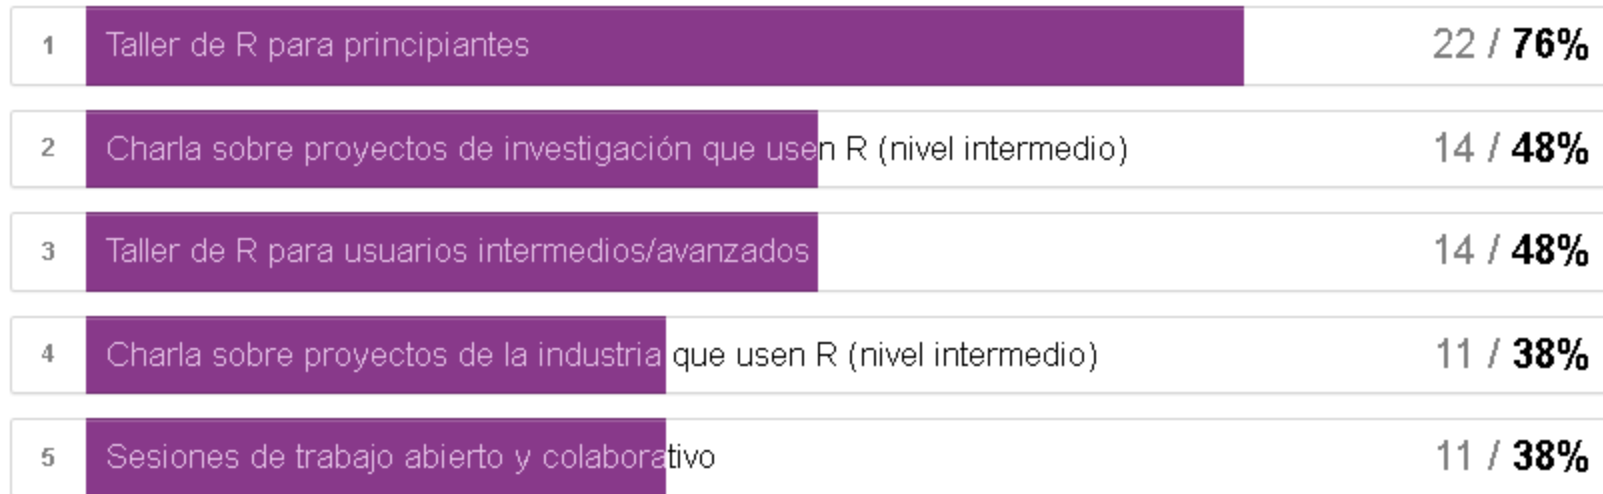 1 Taller de R para principiantes 22 / 76%
2 Charla sobre proyectos de investigación que usen R (nivel intermedio) 14 / 48%
3 Taller de R para usuarios intermedios/avanzados 14 / 48%
4 Charla sobre proyectos de la industria que usen R (nivel intermedio) 11 / 38%
5 Sesiones de trabajo abierto y colaborativo 11 / 38%